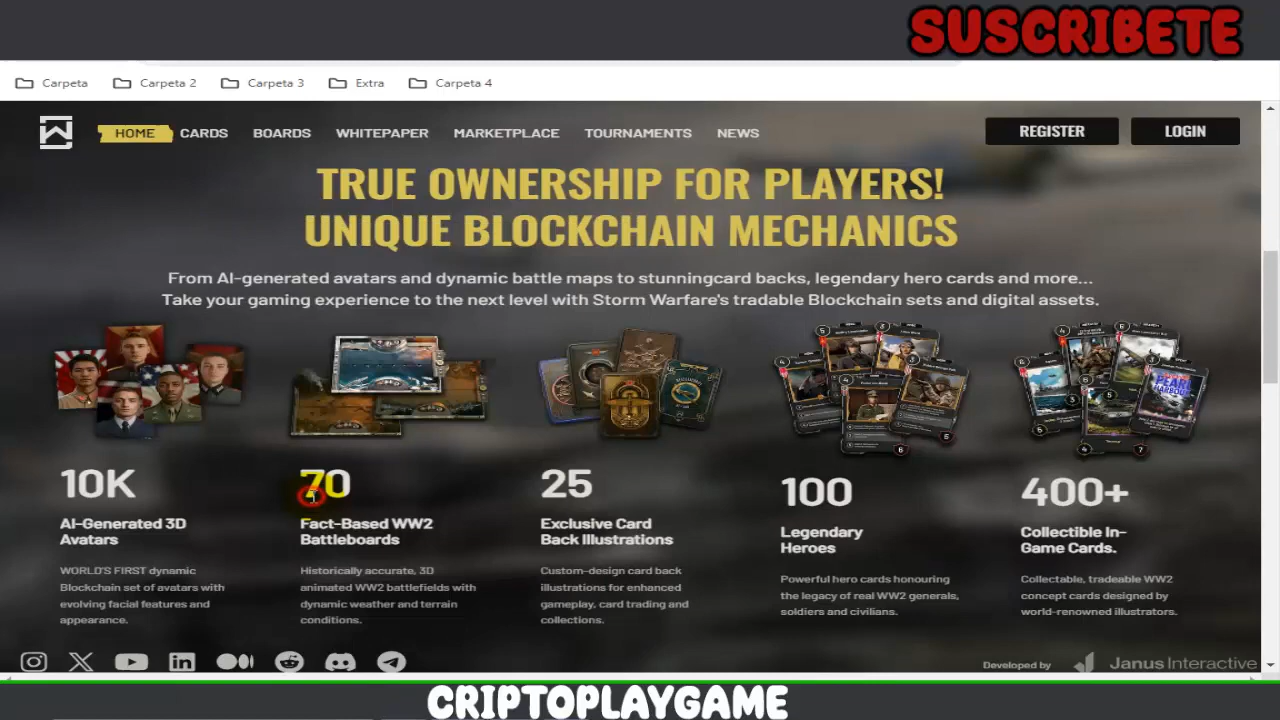 SUSCRIBETE
Carpeta Carpeta 2 Carpeta 3 Extra Carpeta 4
HOME CARDS BOARDS WHITEPAPER MARKETPLACE TOURNAMENTS NEWS REGISTER LOGIN
TRUE OWNERSHIP FOR PLAYERS!
UNIQUE BLOCKCHAIN MECHANICS
From AI-generated avatars and dynamic battle maps to stunningcard backs, legendary hero cards and more...
Take your gaming experience to the next level with Storm Warfare's tradable Blockchain sets and digital assets.
PEARL
HARBOR
10K
AI-Generated 3D
Avatars
WORLD'S FIRST dynamic
Blockchain set of avatars with
evolving facial features and
appearance.
70
Fact-Based WW2
Battleboards
Historically accurate, 3D
animated WW2 battlefields with
dynamic weather and terrain
conditions.
25
Exclusive Card
Back Illustrations
Custom-design card back
illustrations for enhanced
gameplay, card trading and
collections.
100
Legendary
Heroes
Powerful hero cards honouring
the legacy of real WW2 generals,
soldiers and civilians.
400+
Collectible In-
Game Cards.
Collectable, tradeable WW2
concept cards designed by
world-renowned illustrators.
Developed by Janus Interactive
CRIPTOPLAYGAME